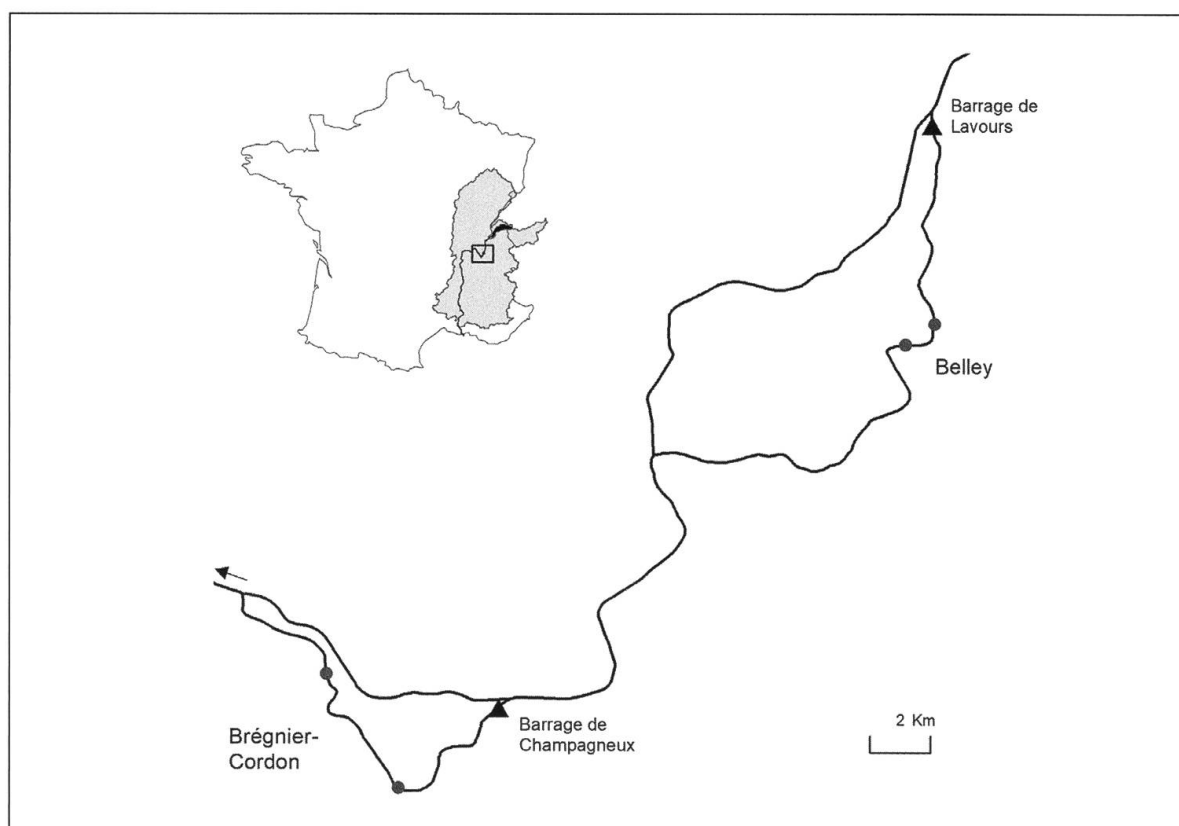 Barrage de
Lavours
Belley
Brégnier-
Cordon
Barrage de
Champagneux
2 Km